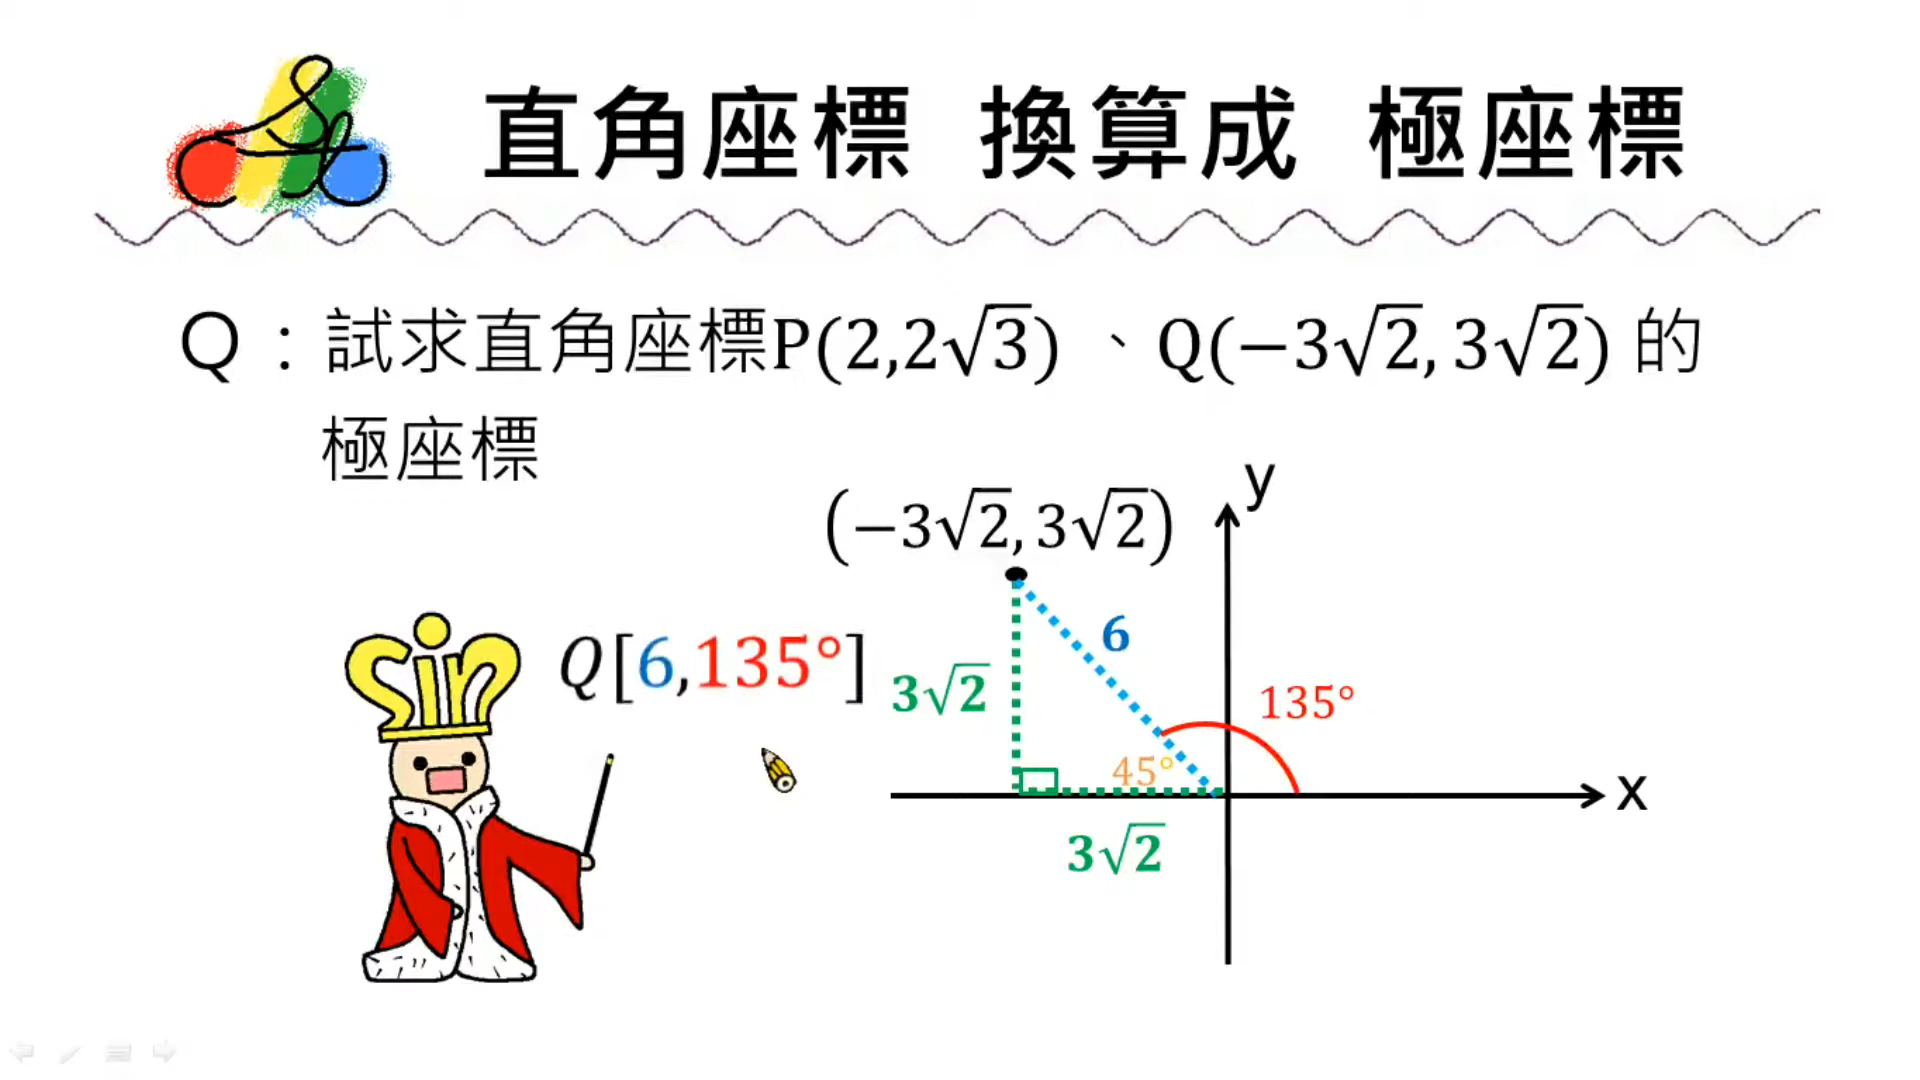 直角座標 換算成 極座標
Q：試求直角座標P(2,2√3)、Q(−3√2, 3√2) 的
極座標
y
(−3√2, 3√2)
sin
Q[6,135°]
6
3√2
135°
45°
x
3√2